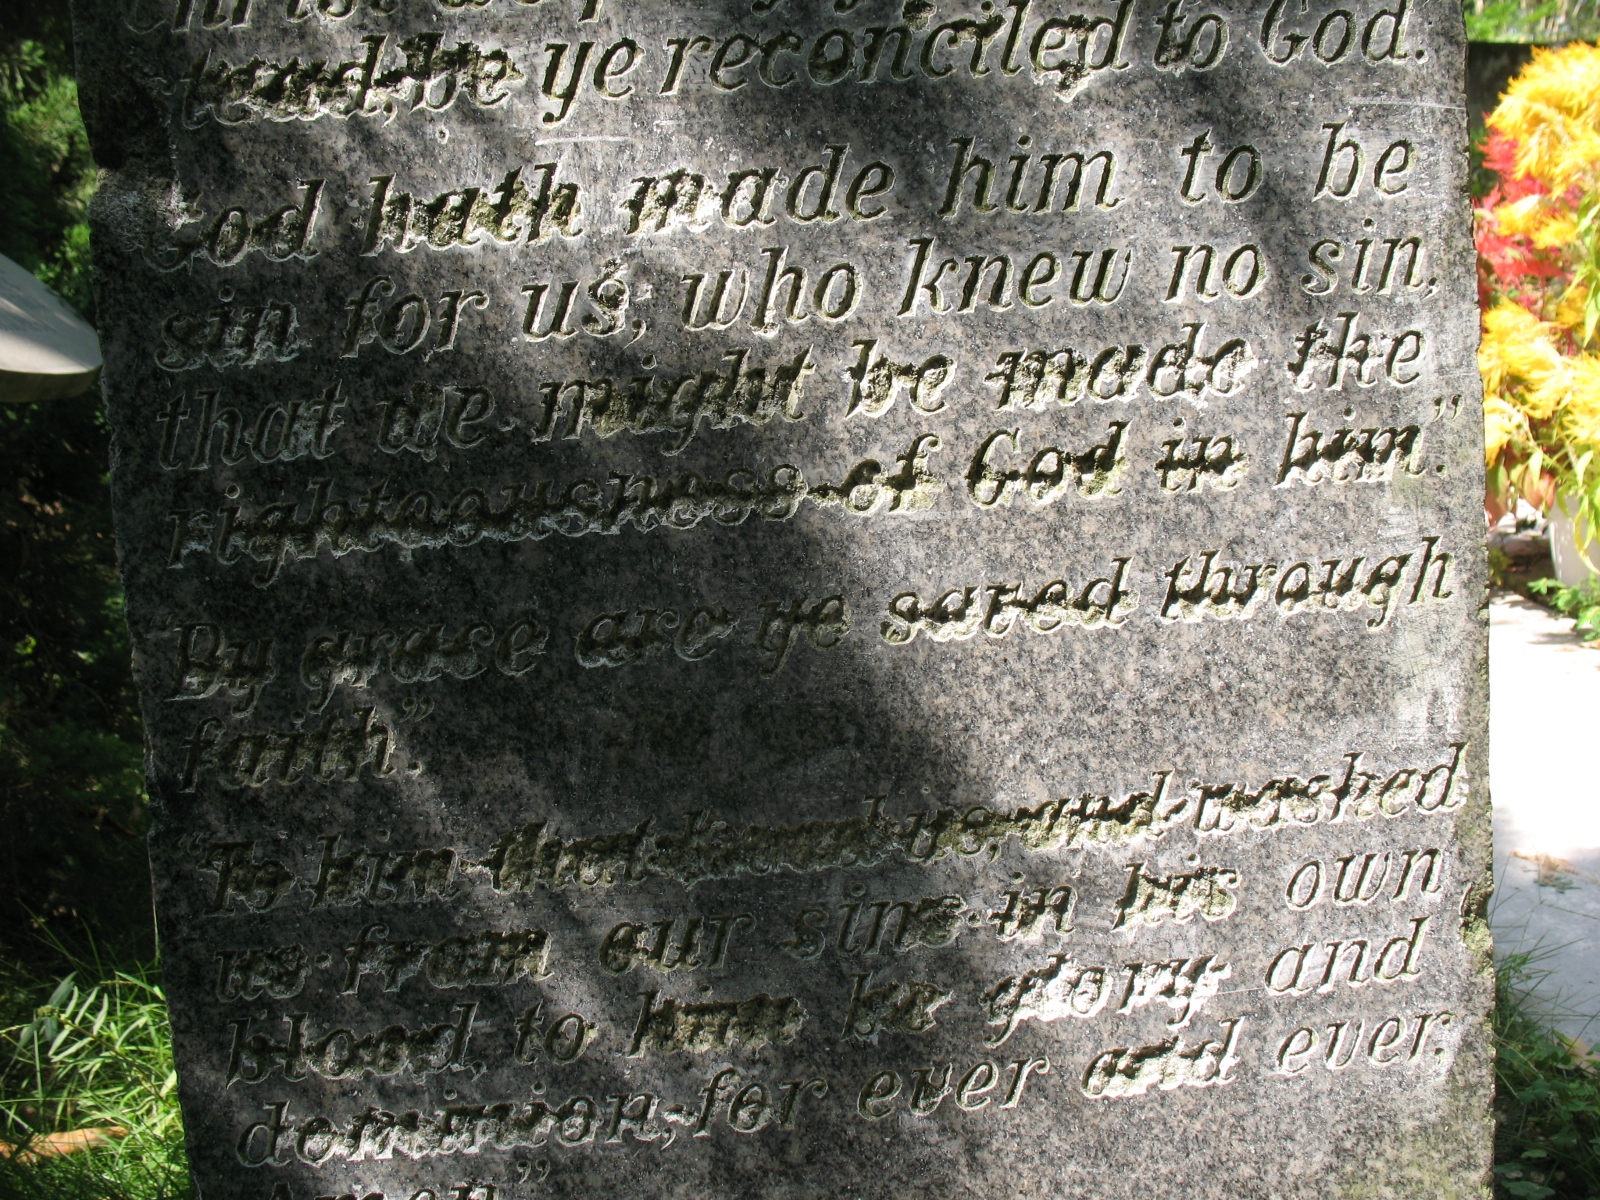 Christ
stead, be ye reconciled to God.
God hath made him to be
sin for us; who knew no sin,
that we might be made the
righteousness of God in him.”
“By grace are ye saved through
faith”.
“To him that loved us, and washed
us from our sins in his own
blood, to him be glory and
dominion, for ever and ever,
Amen”